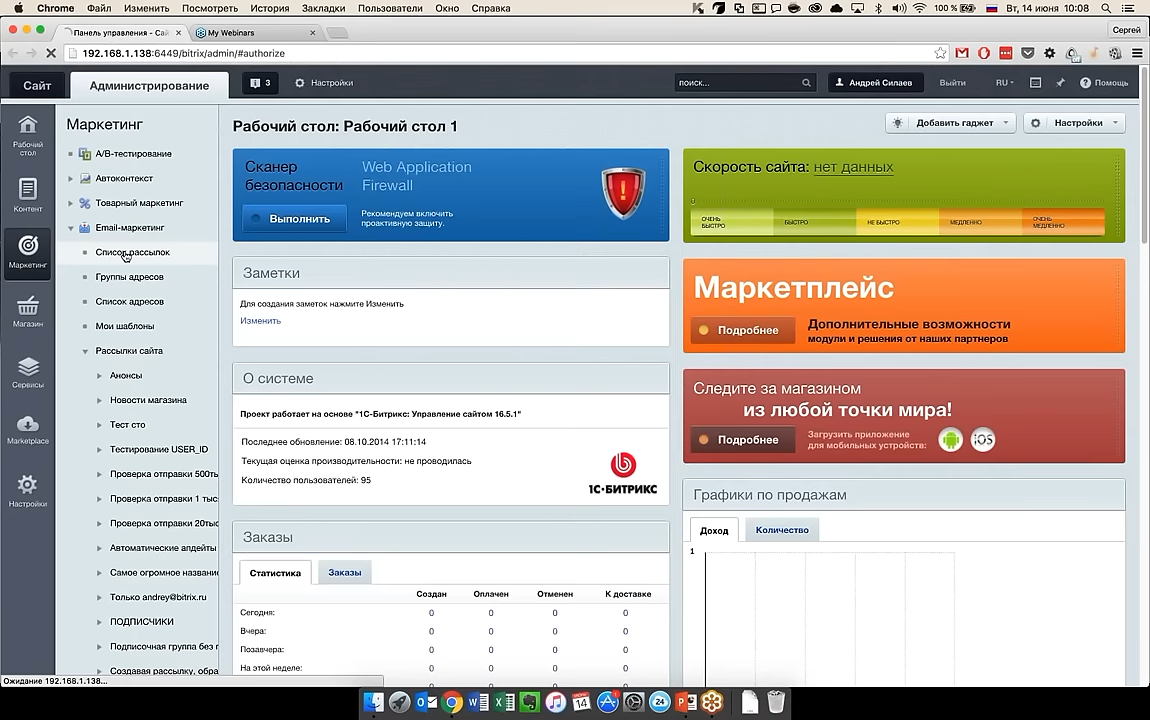 Chrome Файл Изменить Посмотреть История Закладки Пользователи Окно Справка 100 % Вт, 14 июня 10:08
Панель управления - Сай My Webinars Сергей
192.168.1.138:6449/bitrix/admin/#authorize
Сайт Администрирование 3 Настройки поиск... Андрей Силаев Выйти RU Помощь
Рабочий
стол
Контент
Маркетинг
Магазин
Сервисы
Marketplace
Настройки
Маркетинг
A/B-тестирование
Автоконтекст
Товарный маркетинг
Email-маркетинг
Список рассылок
Группы адресов
Список адресов
Мои шаблоны
Рассылки сайта
Анонсы
Новости магазина
Тест сто
Тестирование USER_ID
Проверка отправки 500ть
Проверка отправки 1 тыс
Проверка отправки 20тыс
Автоматические апдейты
Самое огромное названи
Только andrey@bitrix.ru
ПОДПИСЧИКИ
Подписочная группа без г
Создавая рассылку, обра
Ожидание 192.168.1.138...
Рабочий стол: Рабочий стол 1
Добавить гаджет Настройки
Сканер
безопасности
Web Application
Firewall
Выполнить
Рекомендуем включить
проактивную защиту.
Заметки
Для создания заметок нажмите Изменить
Изменить
О системе
Проект работает на основе "1С-Битрикс: Управление сайтом 16.5.1"
Последнее обновление: 08.10.2014 17:11:14
Текущая оценка производительности: не проводилась
Количество пользователей: 95
1С-БИТРИКС
Заказы
Статистика Заказы
Создан Оплачен Отменен К доставке
Сегодня: 0 0 0 0
Вчера: 0 0 0 0
Позавчера: 0 0 0 0
На этой неделе: 0 0 0 0
Скорость сайта: нет данных
0
ОЧЕНЬ
БЫСТРО
БЫСТРО
НЕ БЫСТРО
МЕДЛЕННО
ОЧЕНЬ
МЕДЛЕННО
Маркетплейс
Подробнее
Дополнительные возможности
модули и решения от наших партнеров
Следите за магазином
из любой точки мира!
Подробнее
Загрузить приложение
для мобильных устройств:
iOS
Графики по продажам
Доход Количество
1
14
24